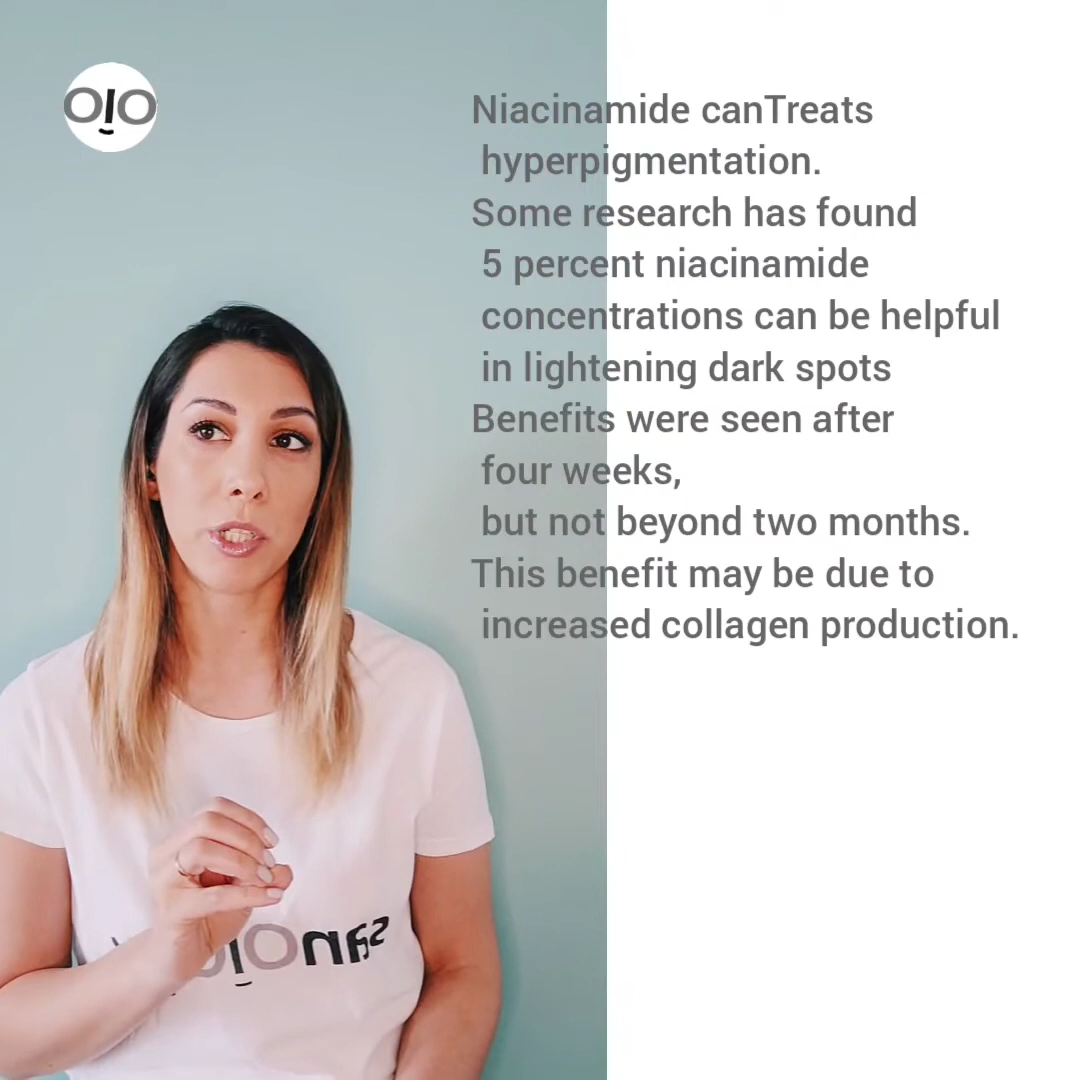 OIO
Niacinamide canTreats
hyperpigmentation.
Some research has found
5 percent niacinamide
concentrations can be helpful
in lightening dark spots
Benefits were seen after
four weeks,
but not beyond two months.
This benefit may be due to
increased collagen production.